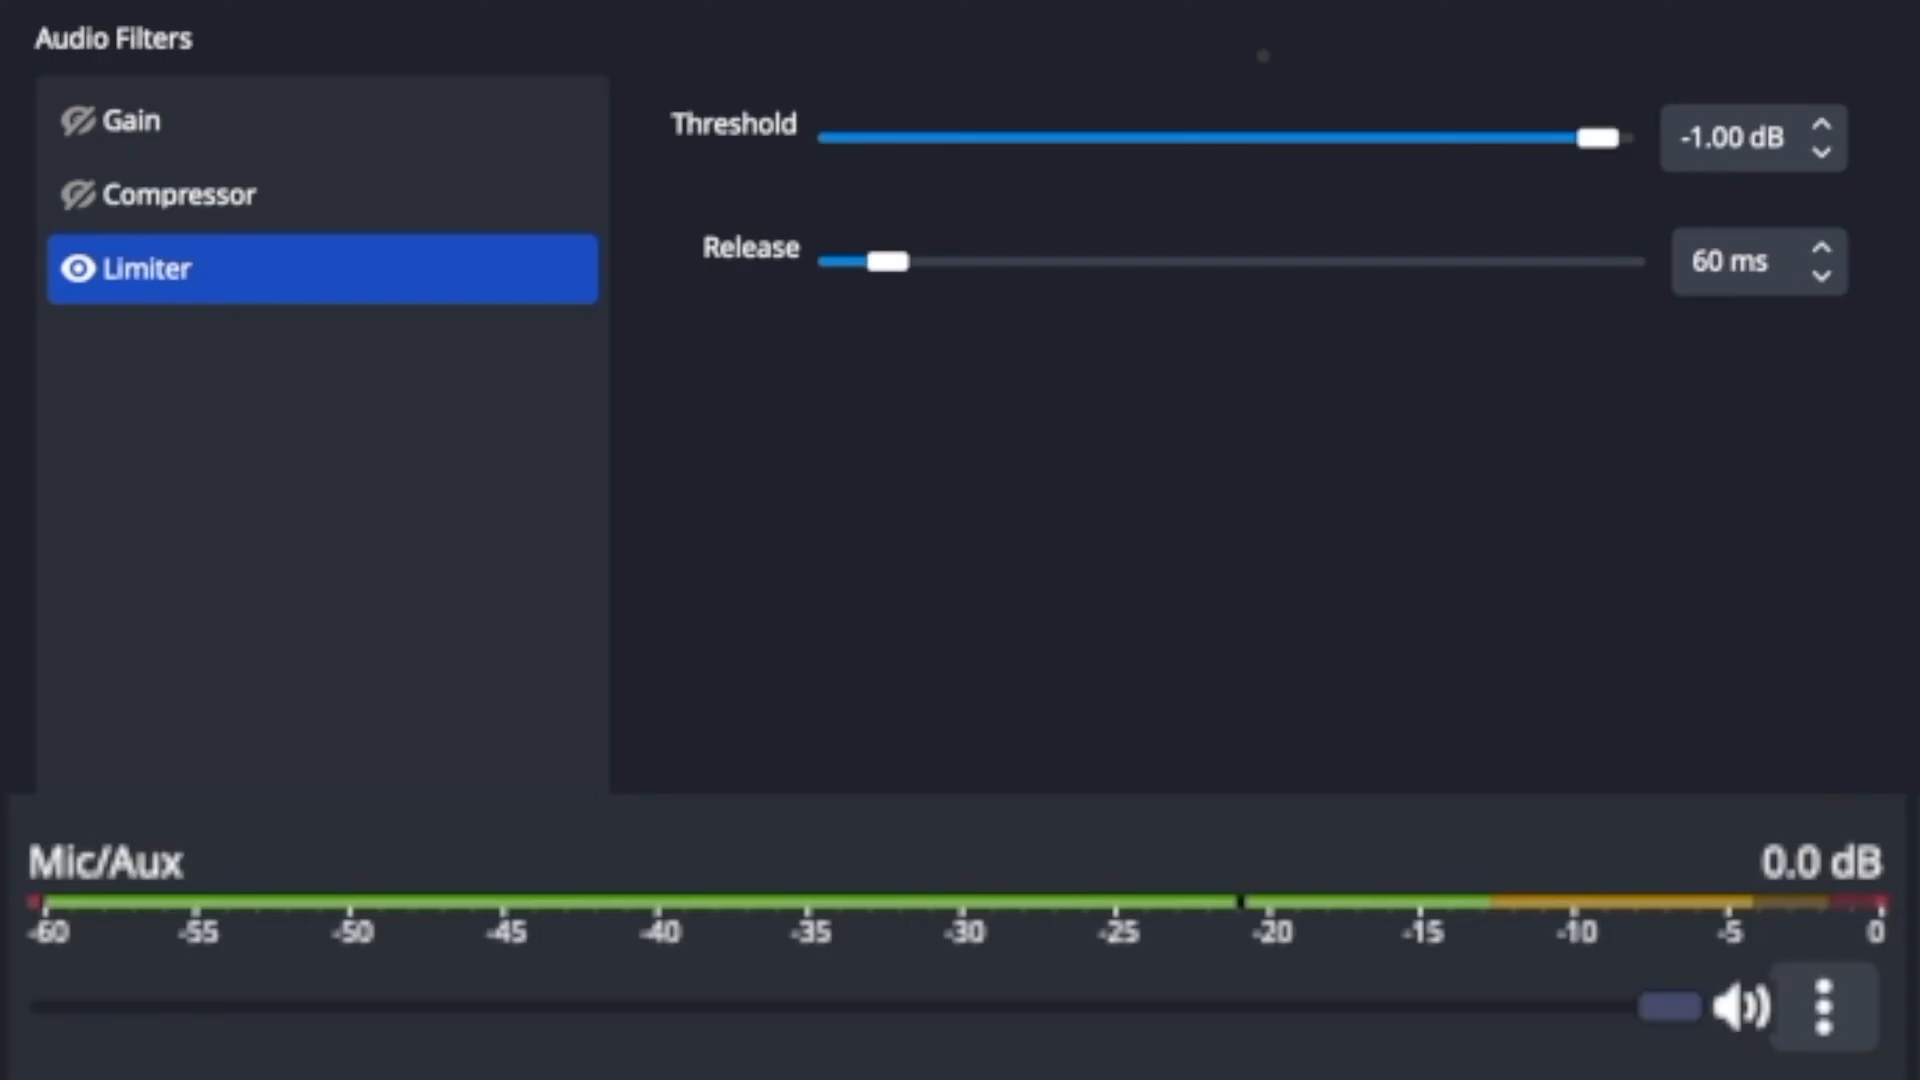 Audio Filters
Gain
Compressor
Limiter
Threshold
-1.00 dB
Release
60 ms
Mic/Aux
0.0 dB
-60 -55 -50 -45 -40 -35 -30 -25 -20 -15 -10 -5 0